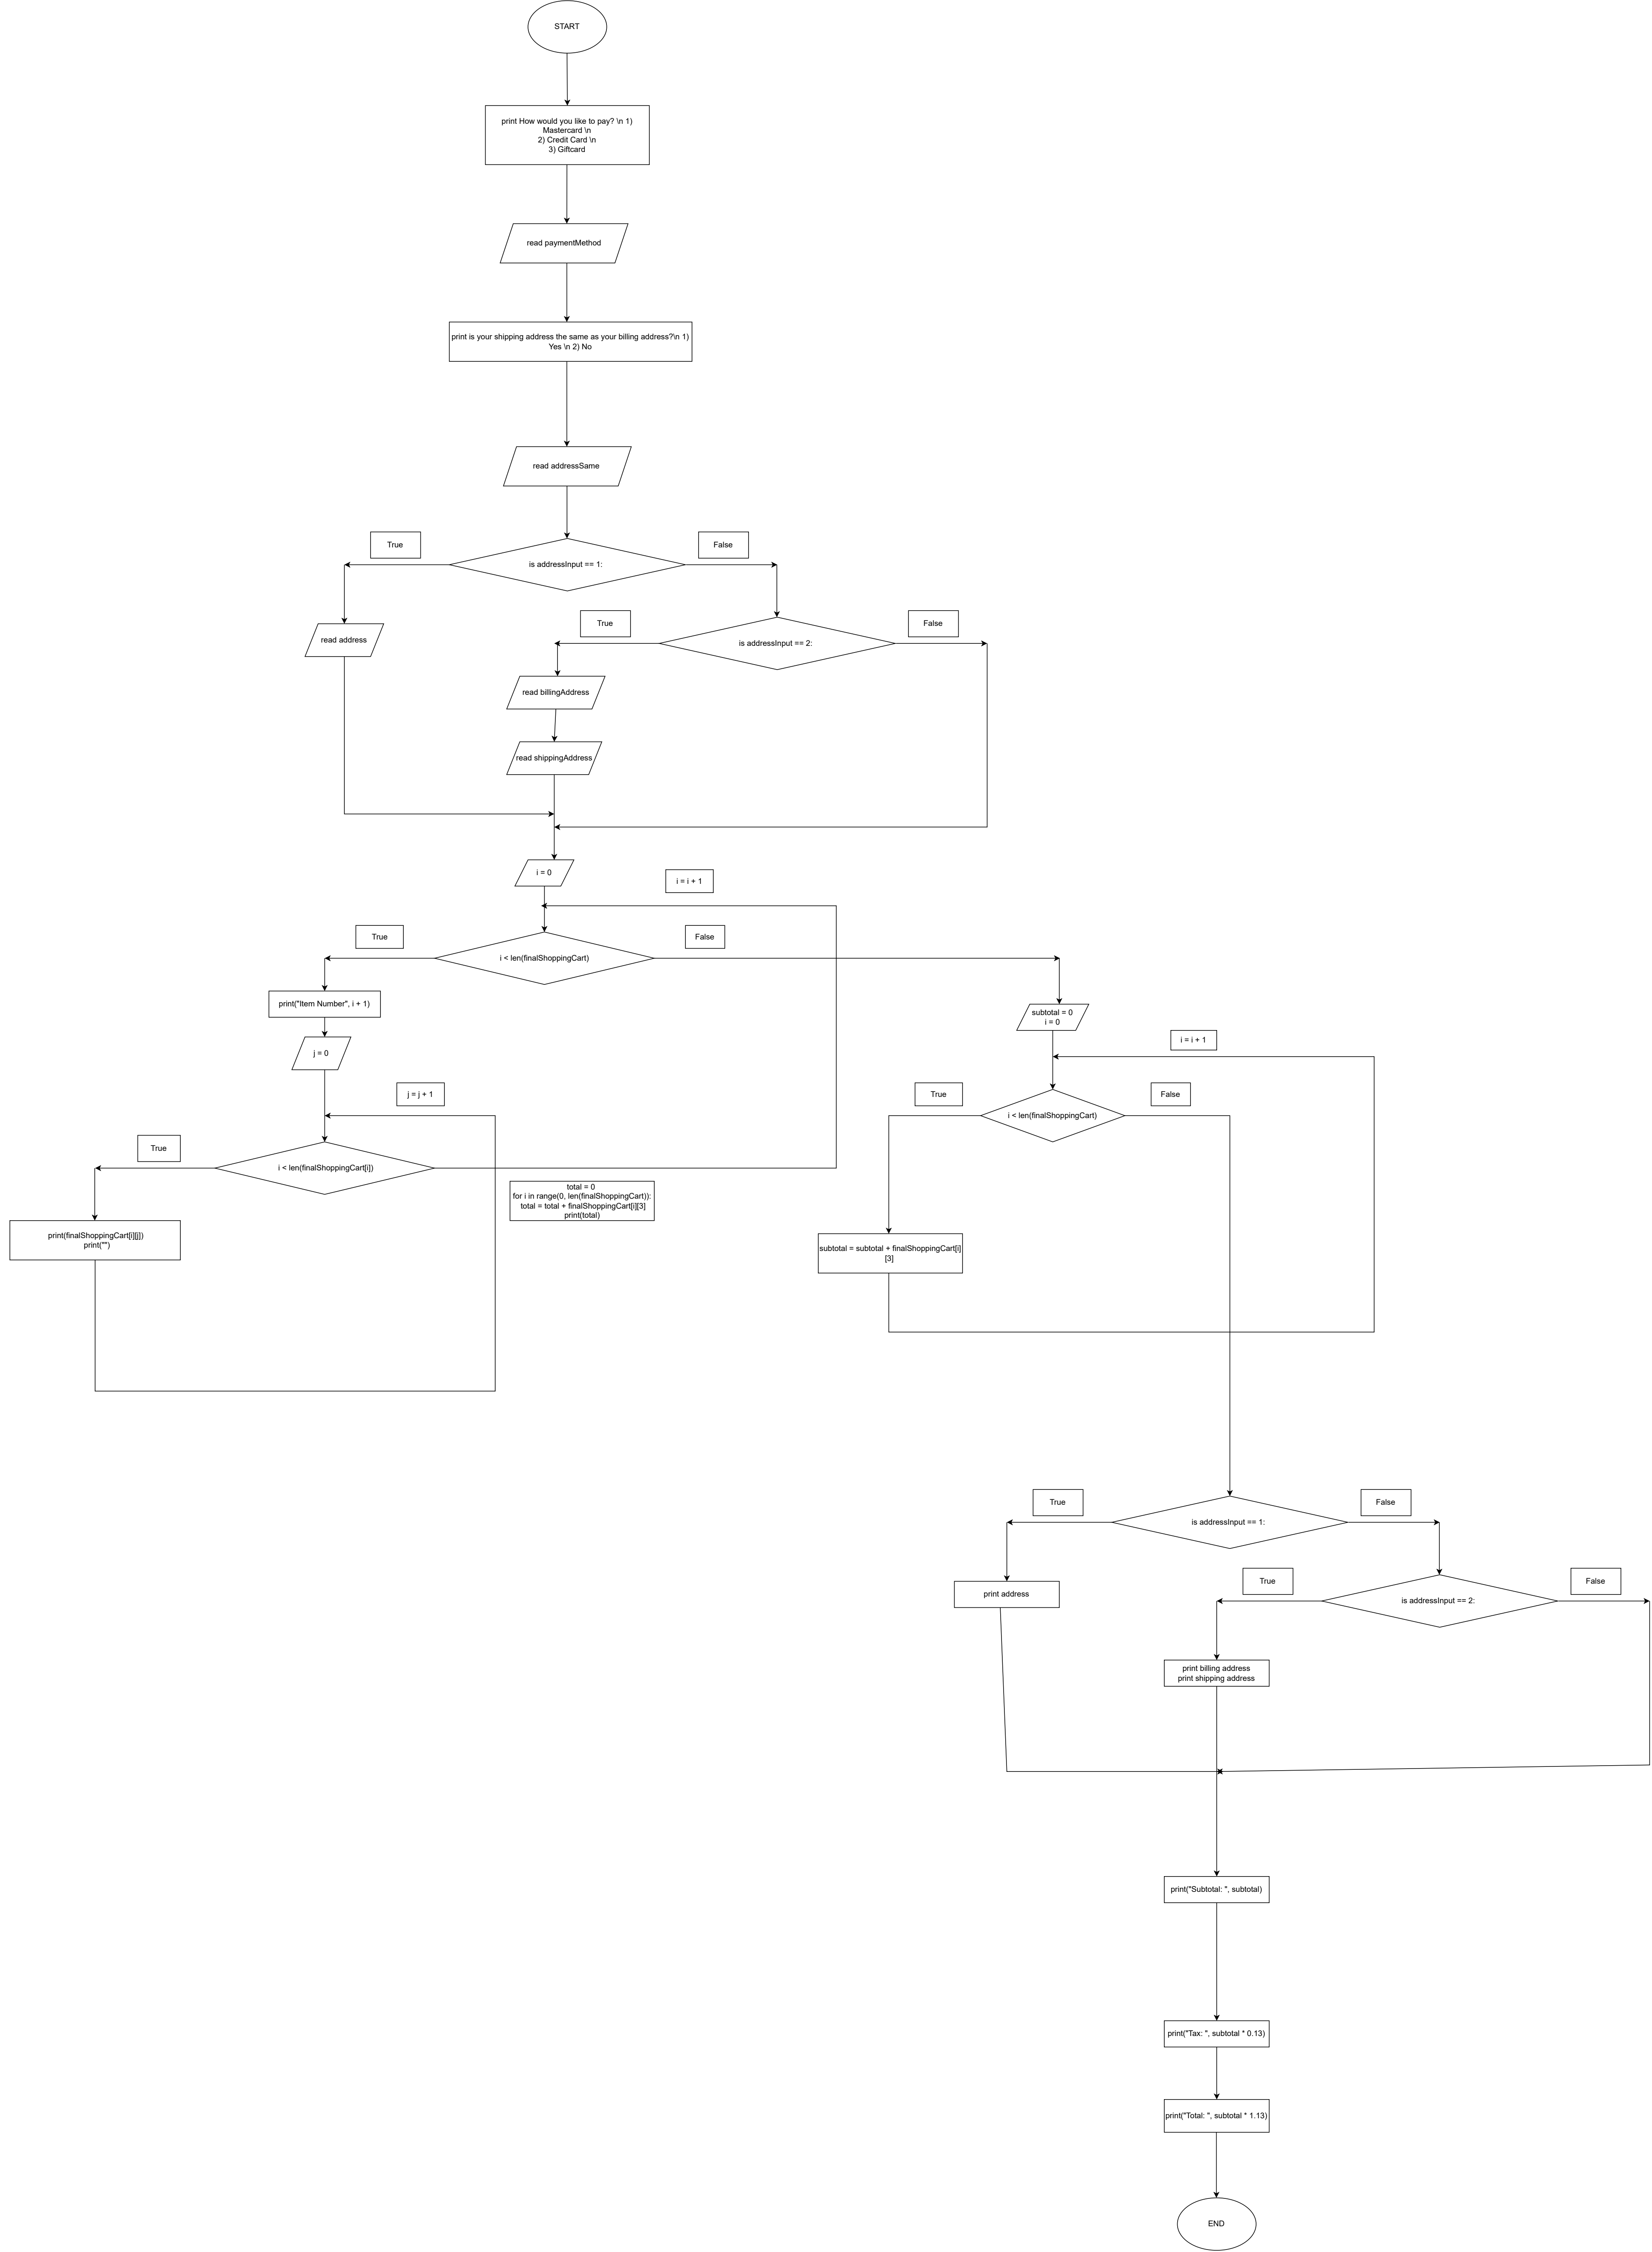 START
print How would you like to pay? \n 1)
Mastercard \n
2) Credit Card \n
3) Giftcard
read paymentMethod
print is your shipping address the same as your billing address?\n 1)
Yes \n 2) No
read addressSame
True
False
is addressInput == 1:
True
False
is addressInput == 2:
read address
read billingAddress
read shippingAddress
i = 0
i = i + 1
True
False
i < len(finalShoppingCart)
print("Item Number", i + 1)
j = 0
j = j + 1
True
i < len(finalShoppingCart[i])
print(finalShoppingCart[i][j])
print("")
total = 0
for i in range(0, len(finalShoppingCart)):
total = total + finalShoppingCart[i][3]
print(total)
subtotal = 0
i = 0
i = i + 1
True
False
i < len(finalShoppingCart)
subtotal = subtotal + finalShoppingCart[i]
[3]
True
False
is addressInput == 1:
print address
True
False
is addressInput == 2:
print billing address
print shipping address
print("Subtotal: ", subtotal)
print("Tax: ", subtotal * 0.13)
print("Total: ", subtotal * 1.13)
END